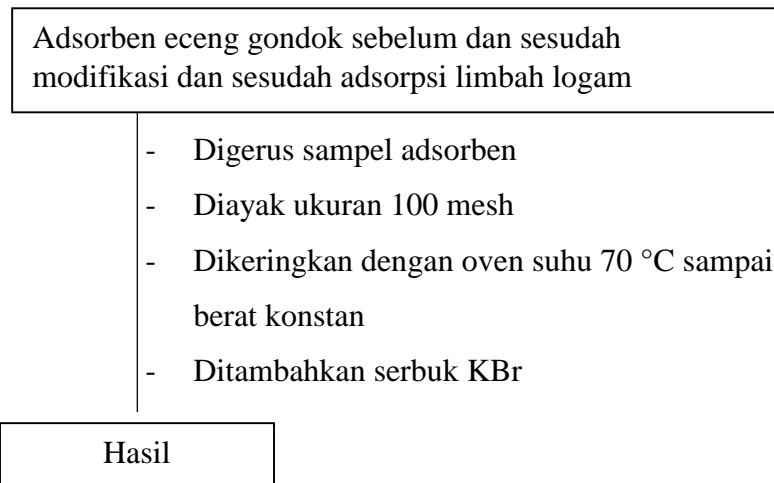 Adsorben eceng gondok sebelum dan sesudah
modifikasi dan sesudah adsorpsi limbah logam
- Digerus sampel adsorben
- Diayak ukuran 100 mesh
- Dikeringkan dengan oven suhu 70 °C sampai
berat konstan
- Ditambahkan serbuk KBr
Hasil